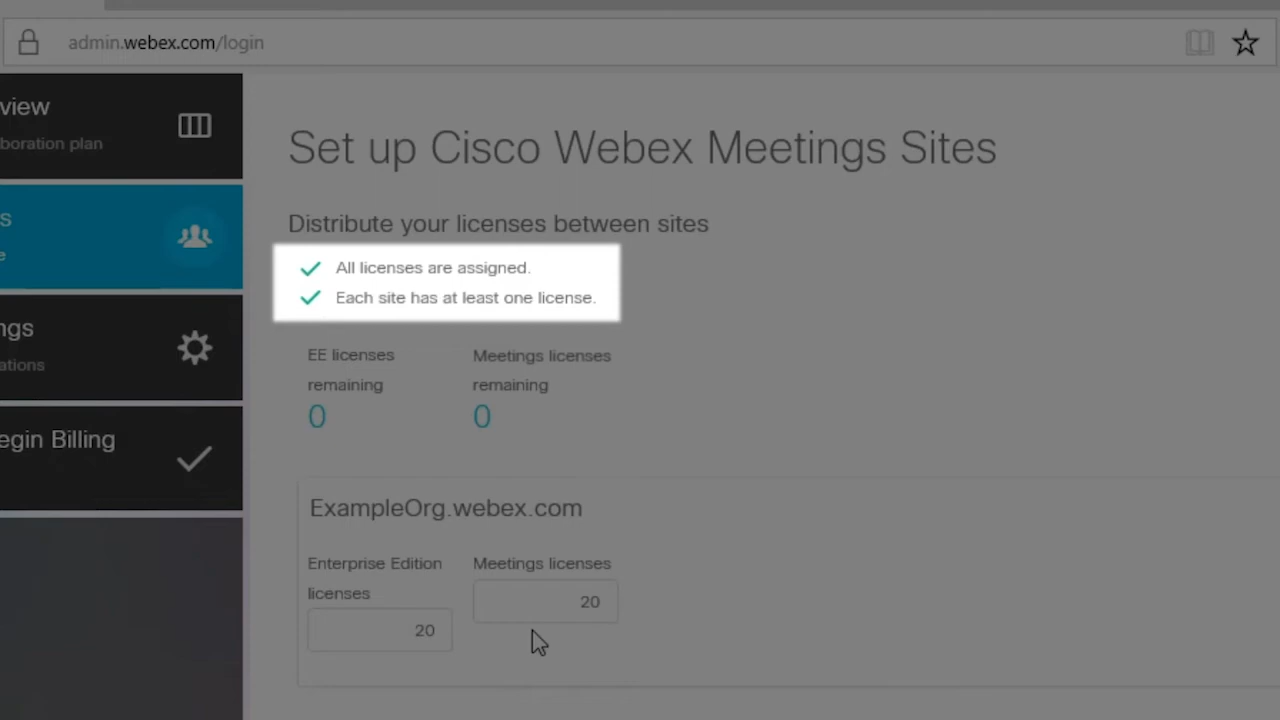 admin.webex.com/login
view
boration plan
s
e
ngs
ations
egin Billing
Set up Cisco Webex Meetings Sites
Distribute your licenses between sites
All licenses are assigned.
Each site has at least one license.
EE licenses
remaining
0
Meetings licenses
remaining
0
ExampleOrg.webex.com
Enterprise Edition
licenses
20
Meetings licenses
20